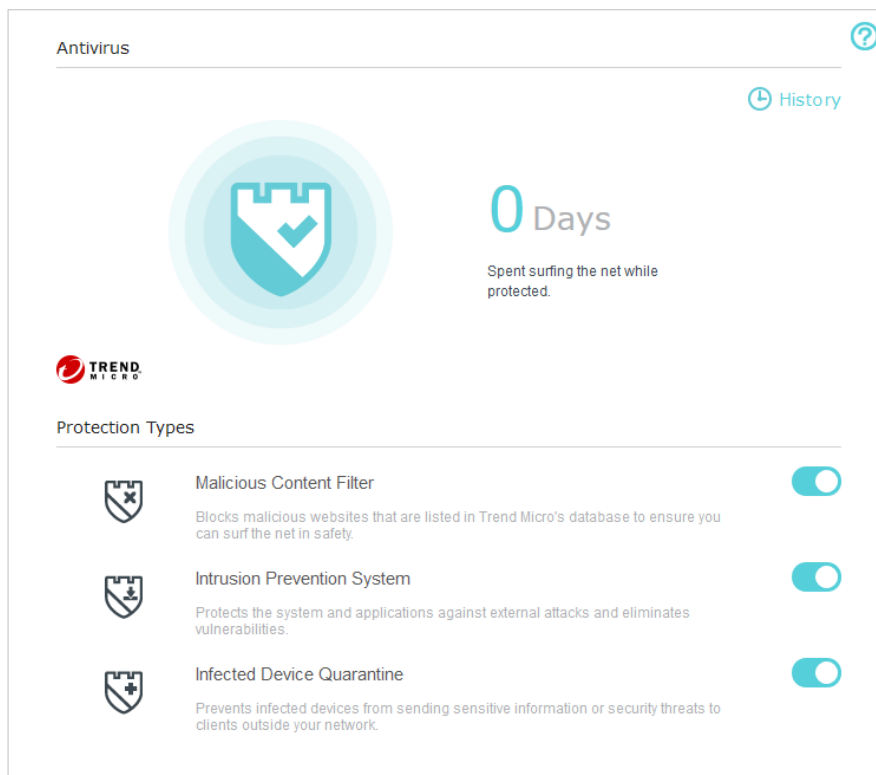 Antivirus
?
History
0 Days
Spent surfing the net while
protected.
TREND
MICRO
Protection Types
Malicious Content Filter
Blocks malicious websites that are listed in Trend Micro's database to ensure you
can surf the net in safety.
Intrusion Prevention System
Protects the system and applications against external attacks and eliminates
vulnerabilities.
Infected Device Quarantine
Prevents infected devices from sending sensitive information or security threats to
clients outside your network.